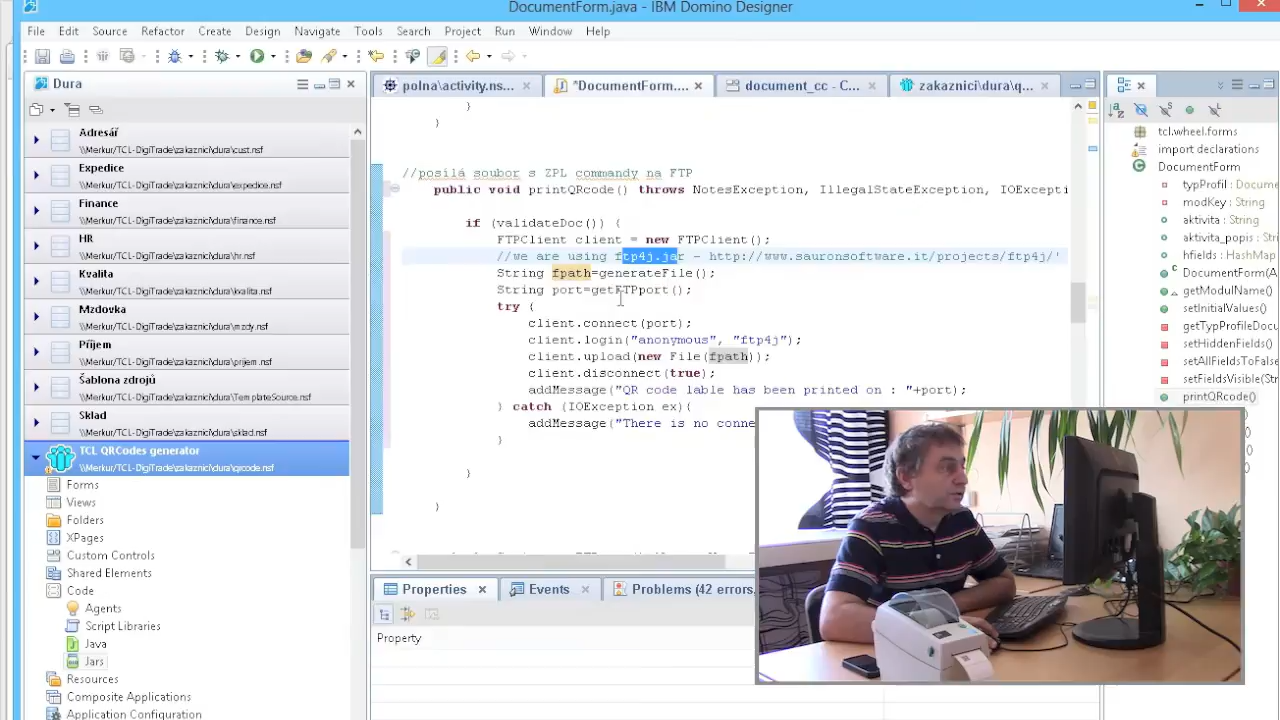 DocumentForm.java - IBM Domino Designer
File Edit Source Refactor Create Design Navigate Tools Search Project Run Window Help
Dura
polna\activity.ns...
*DocumentForm....
document_cc - C...
zakaznici/dura\q...
Adresář
\\Merkur/TCL-DigiTrade\zakaznici\dura\cust.nsf
Expedice
\\Merkur/TCL-DigiTrade\zakaznici\dura\expedice.nsf
Finance
\\Merkur/TCL-DigiTrade\zakaznici\dura\finance.nsf
HR
\\Merkur/TCL-DigiTrade\zakaznici\dura\hr.nsf
Kvalita
\\Merkur/TCL-DigiTrade\zakaznici\dura\kvalita.nsf
Mzdovka
\\Merkur/TCL-DigiTrade\zakaznici\dura\mzdy.nsf
Příjem
\\Merkur/TCL-DigiTrade\zakaznici\dura\prijem.nsf
Šablona zdrojů
\\Merkur/TCL-DigiTrade\zakaznici\dura\TemplateSource.nsf
Sklad
\\Merkur/TCL-DigiTrade\zakaznici\dura\sklad.nsf
TCL QRCodes generator
\\Merkur/TCL-DigiTrade\zakaznici\dura\qrcode.nsf
Forms
Views
Folders
XPages
Custom Controls
Shared Elements
Code
Agents
Script Libraries
Java
Jars
Resources
Composite Applications
Application Configuration
}
)
//posílá soubor s ZPL commandy na FTP
public void printQRcode() throws NotesException, IllegalStateException, IOExcepti
if (validateDoc()) {
FTPClient client = new FTPClient();
//we are using ftp4j.jar - http://www.sauronsoftware.it/projects/ftp4j/'
String fpath=generateFile();
String port=getFTPport();
try {
client.connect(port);
client.login("anonymous", "ftp4j");
client.upload(new File(fpath));
client.disconnect(true);
addMessage("QR code lable has been printed on : "+port);
} catch (IOException ex){
addMessage("There is no conne
}
}
)
Properties
Events
Problems (42 errors,
Property
tcl.wheel.forms
import declarations
DocumentForm
typProfil : Docume
modKey : String
aktivita : String
aktivita_popis : String
hfields : HashMap
DocumentForm(
getModulName()
setInitialValues()
getTypProfileDoc
setHiddenFields()
setAllFieldsToFalse
setFieldsVisible(St
printQRcode()